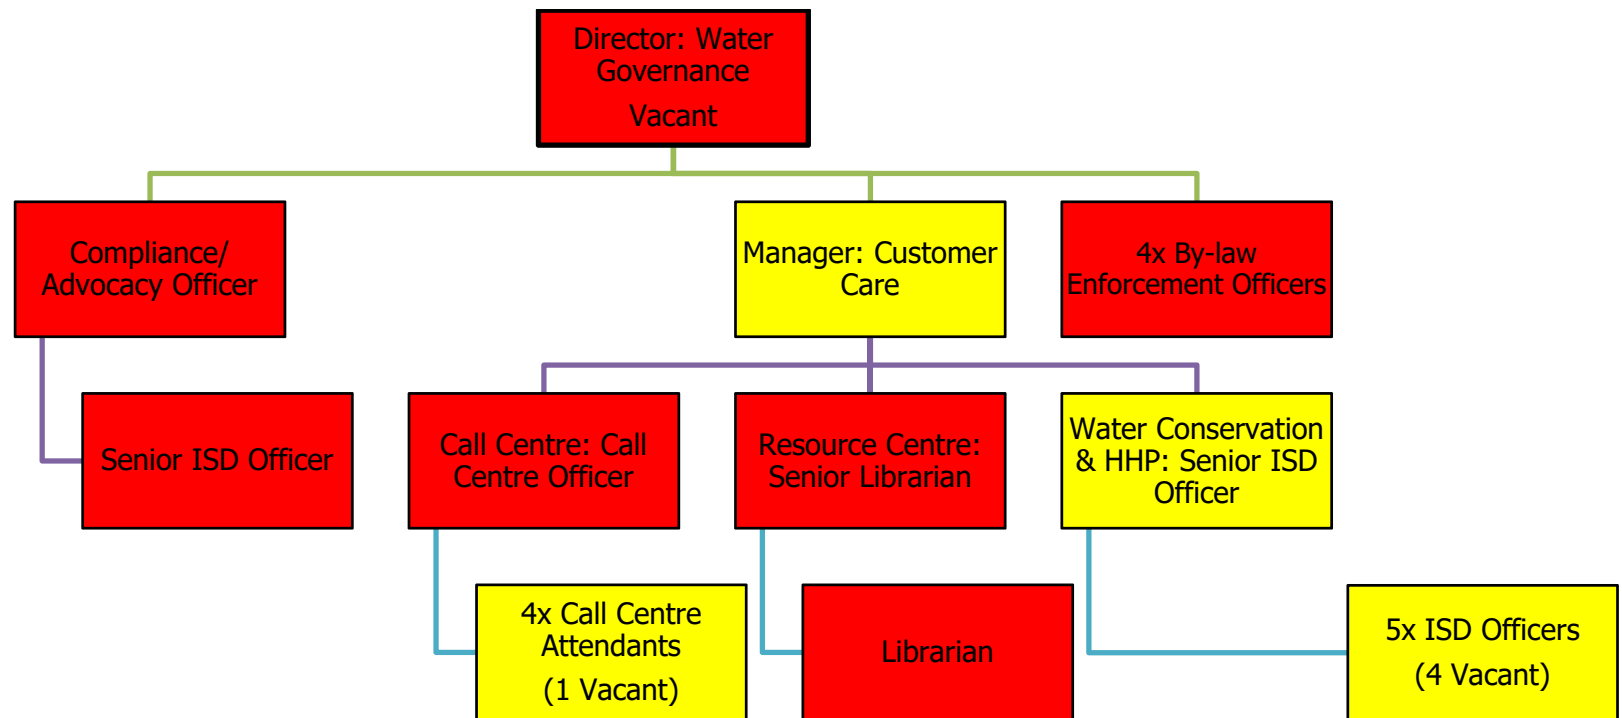 Director: Water
Governance
Vacant
Compliance/
Advocacy Officer
Manager: Customer
Care
4x By-law
Enforcement Officers
Senior ISD Officer
Call Centre: Call
Centre Officer
Resource Centre:
Senior Librarian
Water Conservation
& HHP: Senior ISD
Officer
4x Call Centre
Attendants
(1 Vacant)
Librarian
5x ISD Officers
(4 Vacant)